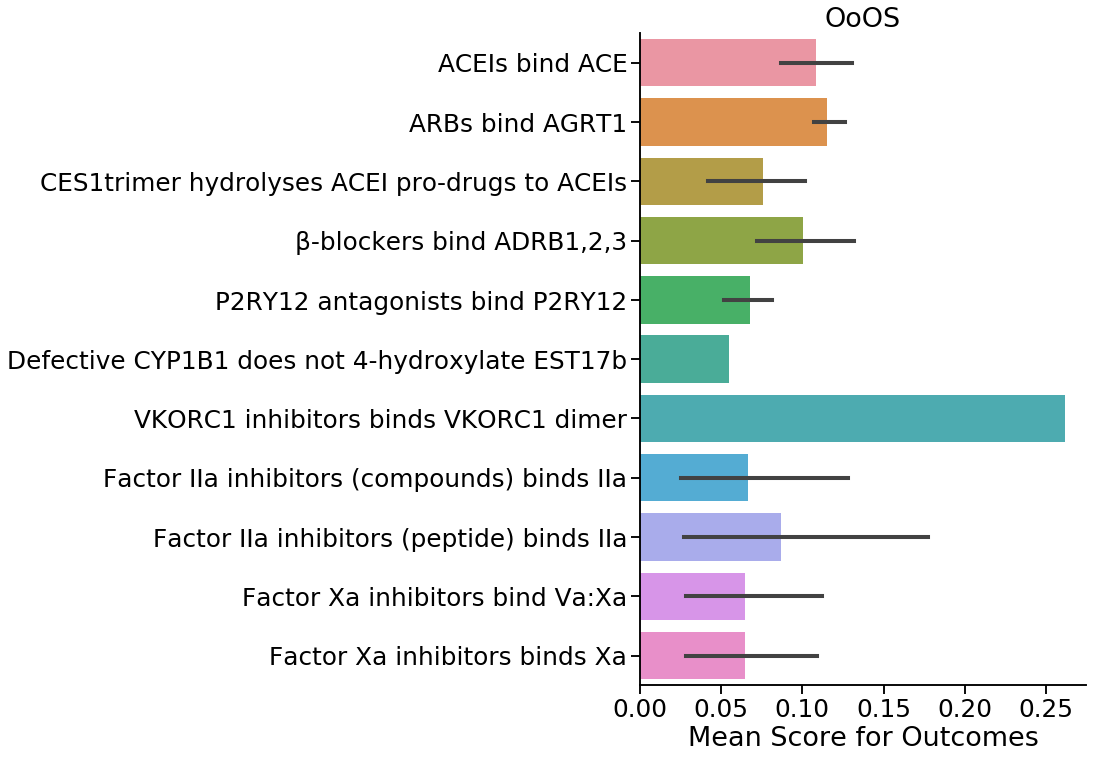 OoOS
ACEIs bind ACE
ARBs bind AGRT1
CES1trimer hydrolyses ACEI pro-drugs to ACEIs
β-blockers bind ADRB1,2,3
P2RY12 antagonists bind P2RY12
Defective CYP1B1 does not 4-hydroxylate EST17b
VKORC1 inhibitors binds VKORC1 dimer
Factor IIa inhibitors (compounds) binds IIa
Factor IIa inhibitors (peptide) binds IIa
Factor Xa inhibitors bind Va:Xa
Factor Xa inhibitors binds Xa
0.00 0.05 0.10 0.15 0.20 0.25
Mean Score for Outcomes